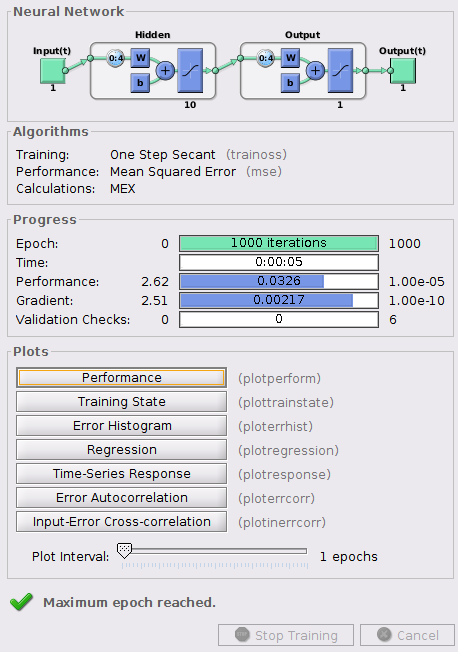 Neural Network
Hidden Output
Input(t) Output(t)
0:4 W 0:4 W
b + b +
1 10 1 1
Algorithms
Training: One Step Secant (trainoss)
Performance: Mean Squared Error (mse)
Calculations: MEX
Progress
Epoch: 0 1000 iterations 1000
Time: 0:00:05
Performance: 2.62 0.0326 1.00e-05
Gradient: 2.51 0.00217 1.00e-10
Validation Checks: 0 0 6
Plots
Performance (plotperform)
Training State (plottrainstate)
Error Histogram (ploterrhist)
Regression (plotregression)
Time-Series Response (plotresponse)
Error Autocorrelation (ploterrcorr)
Input-Error Cross-correlation (plotinerrcorr)
Plot Interval: 1 epochs
Maximum epoch reached.
Stop Training Cancel